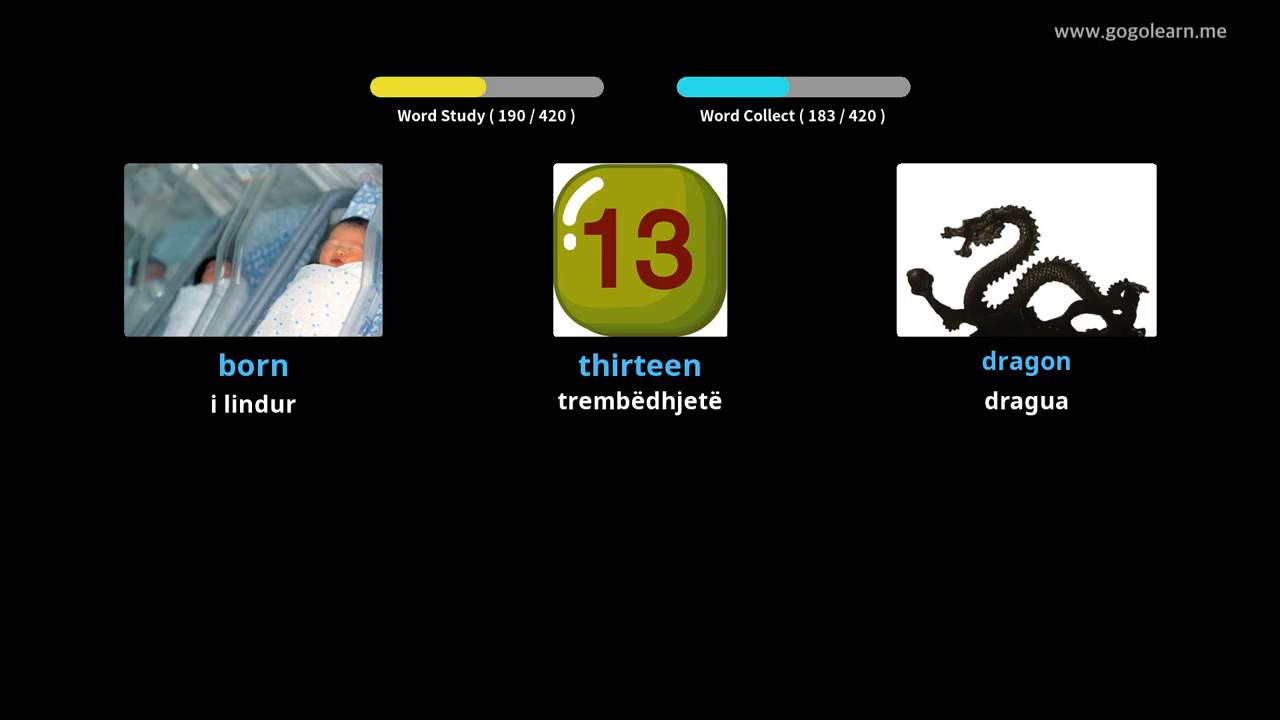 www.gogolearn.me
Word Study ( 190 / 420 )
Word Collect ( 183 / 420 )
13
born
thirteen
dragon
i lindur
trembëdhjetë
dragua